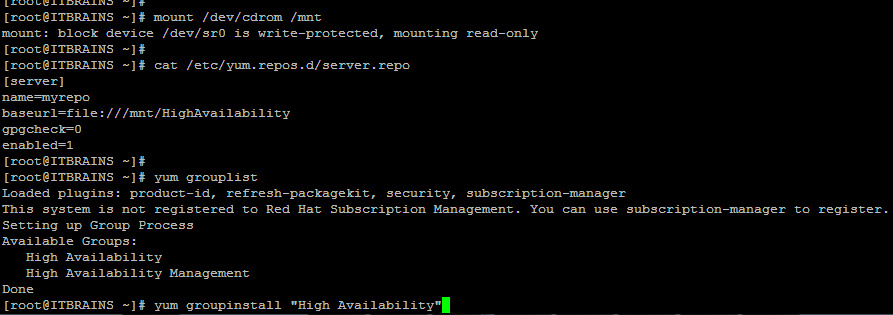 [root@ITBRAINS ~]#
[root@ITBRAINS ~]# mount /dev/cdrom /mnt
mount: block device /dev/sr0 is write-protected, mounting read-only
[root@ITBRAINS ~]#
[root@ITBRAINS ~]# cat /etc/yum.repos.d/server.repo
[server]
name=myrepo
baseurl=file:///mnt/HighAvailability
gpgcheck=0
enabled=1
[root@ITBRAINS ~]#
[root@ITBRAINS ~]# yum grouplist
Loaded plugins: product-id, refresh-packagekit, security, subscription-manager
This system is not registered to Red Hat Subscription Management. You can use subscription-manager to register.
Setting up Group Process
Available Groups:
   High Availability
   High Availability Management
Done
[root@ITBRAINS ~]# yum groupinstall "High Availability"